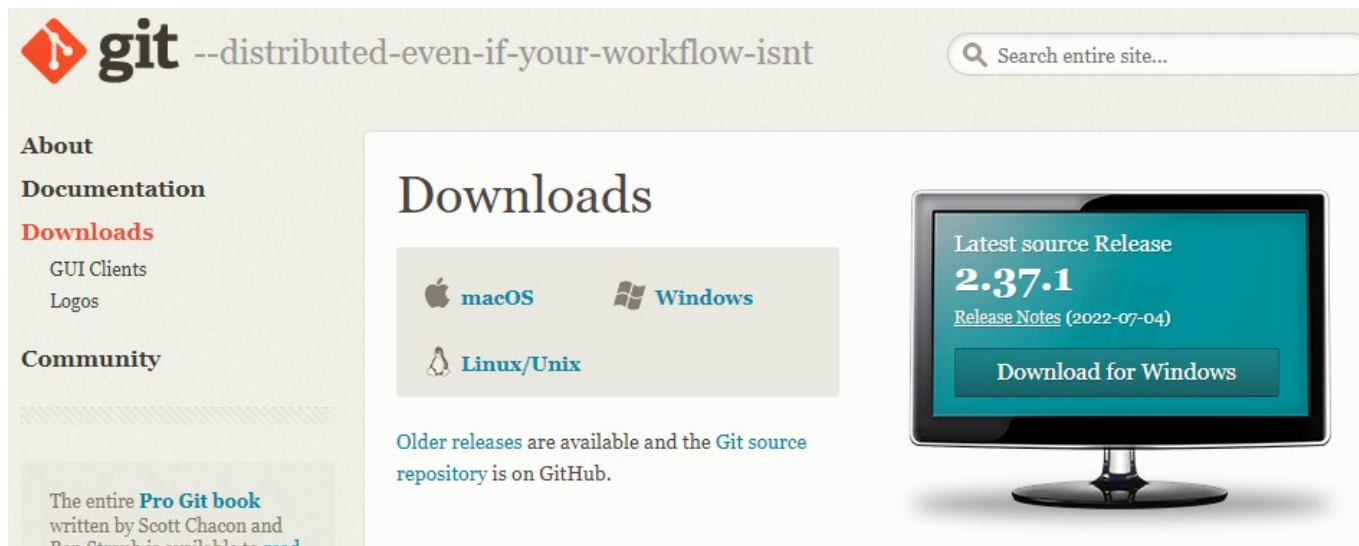 git --distributed-even-if-your-workflow-isnt
Search entire site...
About
Documentation
Downloads
GUI Clients
Logos
Community
The entire Pro Git book
written by Scott Chacon and
Downloads
macOS
Windows
Linux/Unix
Older releases are available and the Git source
repository is on GitHub.
Latest source Release
2.37.1
Release Notes (2022-07-04)
Download for Windows